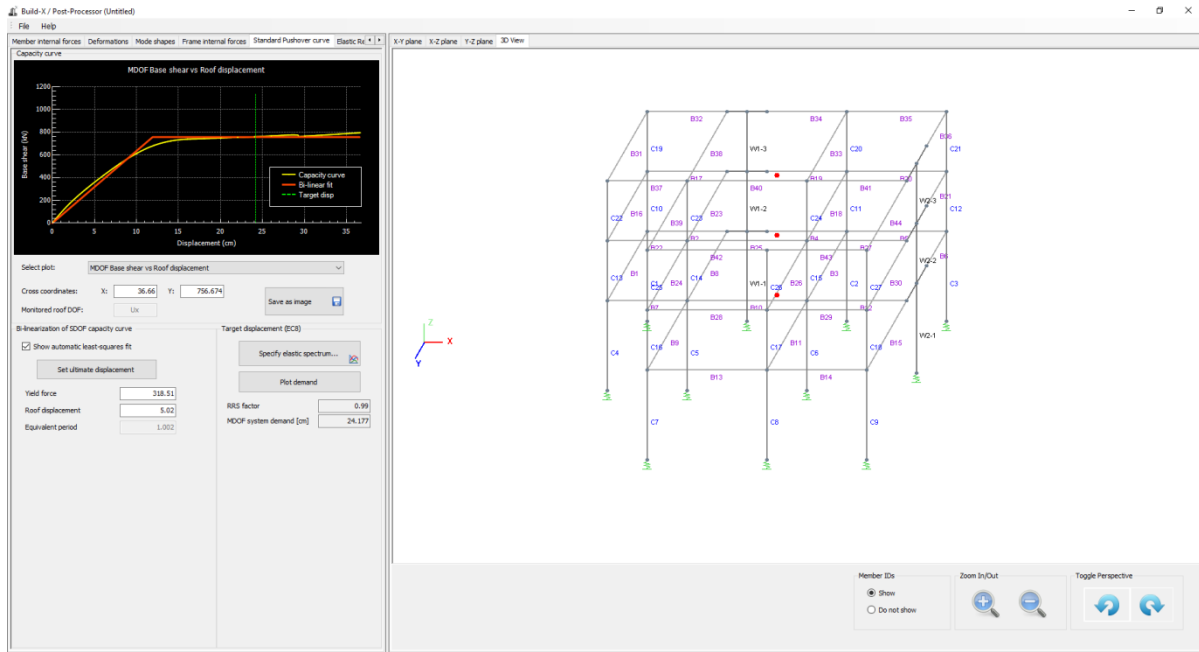 Build-X / Post-Processor (Untitled)
File Help
Member internal forces Deformations Mode shapes Frame internal forces Standard Pushover curve Elastic Re
X-Y plane X-Z plane Y-Z plane 3D View
Capacity curve
MDOF Base shear vs Roof displacement
1200
1000
800
600
400
200
0
Base shear (kN)
Capacity curve
Bi-linear fit
Target disp
0 5 10 15 20 25 30 35
Displacement (cm)
Select plot: MDOF Base shear vs Roof displacement
Cross coordinates: X: 36.66 Y: 756.674
Save as image
Monitored roof DOF: Ux
Bi-linearization of SDOF capacity curve
Show automatic least-squares fit
Set ultimate displacement
Yield force 318.51
Roof displacement 5.02
Equivalent period 1.002
Target displacement (EC8)
Specify elastic spectrum...
Plot demand
RRS factor 0.99
MDOF system demand [cm] 24.177
B32 B34 B35
B36
B31 C19 B38 W1-3 B33 C20 C21
B17 B19 B20
B37 B40 B41
B21
C22 B16 C10 C23 B23 W1-2 C24 B18 C11 W2-3 C12
B39 B44
B2 B4 B5
B22 B25 B27
B42 B43 W2-2 B6
C13 B1 C1 C14 B8 W1-1 C15 B3 C2 C3
C25 B24 C26 B26 C27 B30
B7 B10 B12
B28 B29
W2-1
C4 C16 B9 C5 C17 B11 C6 C18 B15
B13 B14
C7 C8 C9
Z
X
Y
Member IDs
Show
Do not show
Zoom In/Out
Toggle Perspective